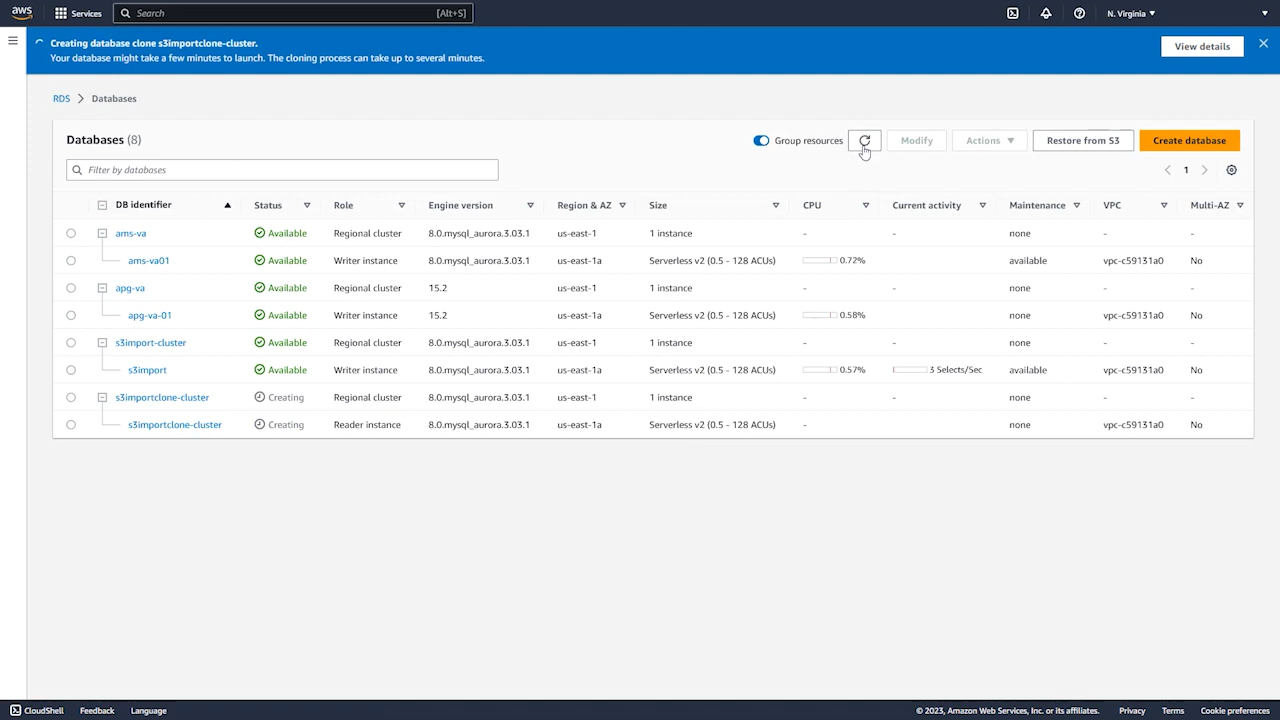 aws Services Search [Alt+S] N. Virginia
Creating database clone s3importclone-cluster.
Your database might take a few minutes to launch. The cloning process can take up to several minutes.
View details
RDS Databases
Databases (8) Group resources Modify Actions Restore from S3 Create database
Filter by databases 1
DB identifier Status Role Engine version Region & AZ Size CPU Current activity Maintenance VPC Multi-AZ
ams-va Available Regional cluster 8.0.mysql_aurora.3.03.1 us-east-1 1 instance - - none - -
ams-va01 Available Writer instance 8.0.mysql_aurora.3.03.1 us-east-1a Serverless v2 (0.5 - 128 ACUs) 0.72% available vpc-c59131a0 No
apg-va Available Regional cluster 15.2 us-east-1 1 instance - - none - -
apg-va-01 Available Writer instance 15.2 us-east-1a Serverless v2 (0.5 - 128 ACUs) 0.58% none vpc-c59131a0 No
s3import-cluster Available Regional cluster 8.0.mysql_aurora.3.03.1 us-east-1 1 instance - - none - -
s3import Available Writer instance 8.0.mysql_aurora.3.03.1 us-east-1a Serverless v2 (0.5 - 128 ACUs) 0.57% 3 Selects/Sec available vpc-c59131a0 No
s3importclone-cluster Creating Regional cluster 8.0.mysql_aurora.3.03.1 us-east-1 1 instance - - none - -
s3importclone-cluster Creating Reader instance 8.0.mysql_aurora.3.03.1 us-east-1a Serverless v2 (0.5 - 128 ACUs) - none vpc-c59131a0 No
CloudShell Feedback Language © 2023, Amazon Web Services, Inc. or its affiliates. Privacy Terms Cookie preferences